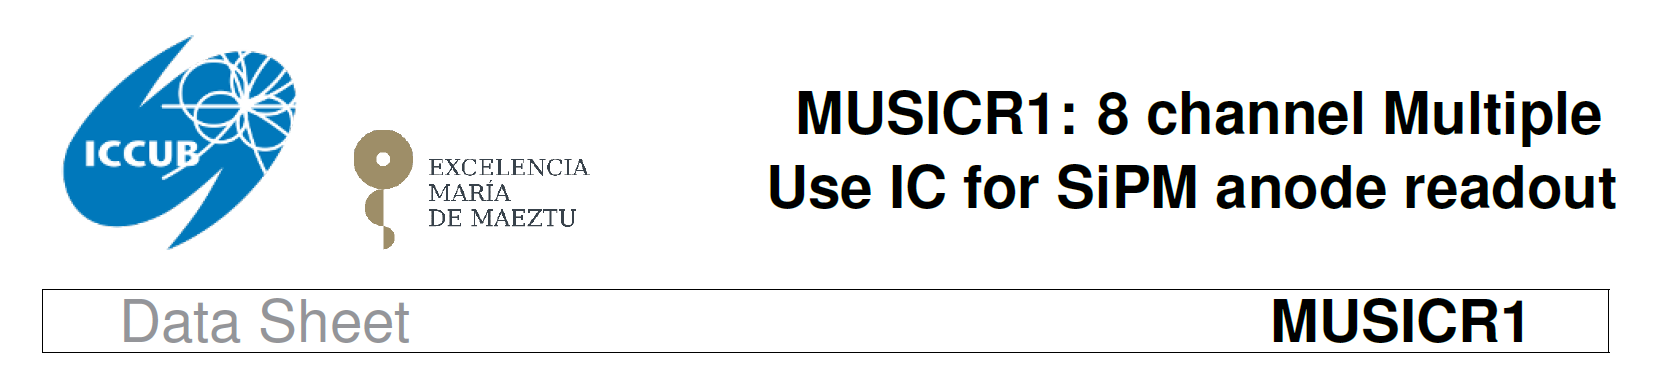 ICCUB
EXCELENCIA
MARÍA
DE MAEZTU
MUSICR1: 8 channel Multiple
Use IC for SiPM anode readout
Data Sheet
MUSICR1